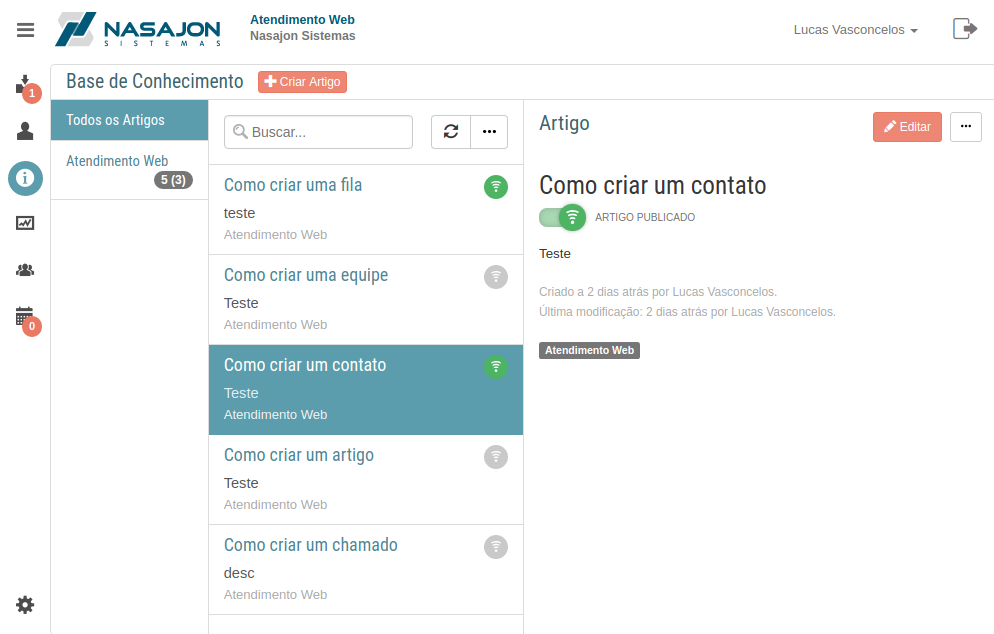 NASAJON
SISTEMAS
Atendimento Web
Nasajon Sistemas
Lucas Vasconcelos
1
0
Base de Conhecimento
Criar Artigo
Todos os Artigos
Atendimento Web
5 (3)
Buscar...
Como criar uma fila
teste
Atendimento Web
Como criar uma equipe
Teste
Atendimento Web
Como criar um contato
Teste
Atendimento Web
Como criar um artigo
Teste
Atendimento Web
Como criar um chamado
desc
Atendimento Web
Artigo
Editar
Como criar um contato
ARTIGO PUBLICADO
Teste
Criado a 2 dias atrás por Lucas Vasconcelos.
Última modificação: 2 dias atrás por Lucas Vasconcelos.
Atendimento Web